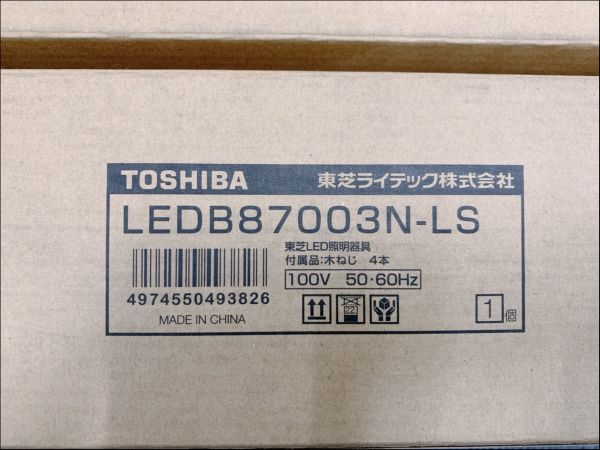 TOSHIBA 東芝ライテック株式会社
LEDB87003N-LS
東芝LED照明器具
付属品:木ねじ 4本
100V 50・60Hz
4974550493826
MADE IN CHINA
22
1個